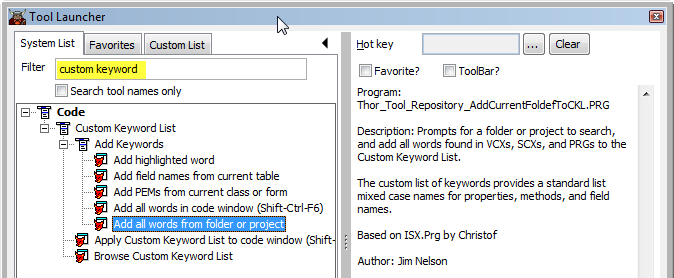 Tool Launcher
System List Favorites Custom List
Filter custom keyword
Search tool names only
Code
Custom Keyword List
Add Keywords
Add highlighted word
Add field names from current table
Add PEMs from current class or form
Add all words in code window (Shift-Ctrl-F6)
Add all words from folder or project
Apply Custom Keyword List to code window (Shift-
Browse Custom Keyword List
Hot key ... Clear
Favorite? ToolBar?
Program:
Thor_Tool_Repository_AddCurrentFoldefToCKL.PRG
Description: Prompts for a folder or project to search,
and add all words found in VCXs, SCXs, and PRGs to the
Custom Keyword List.
The custom list of keywords provides a standard list
mixed case names for properties, methods, and field
names.
Based on ISX.Prg by Christof
Author: Jim Nelson